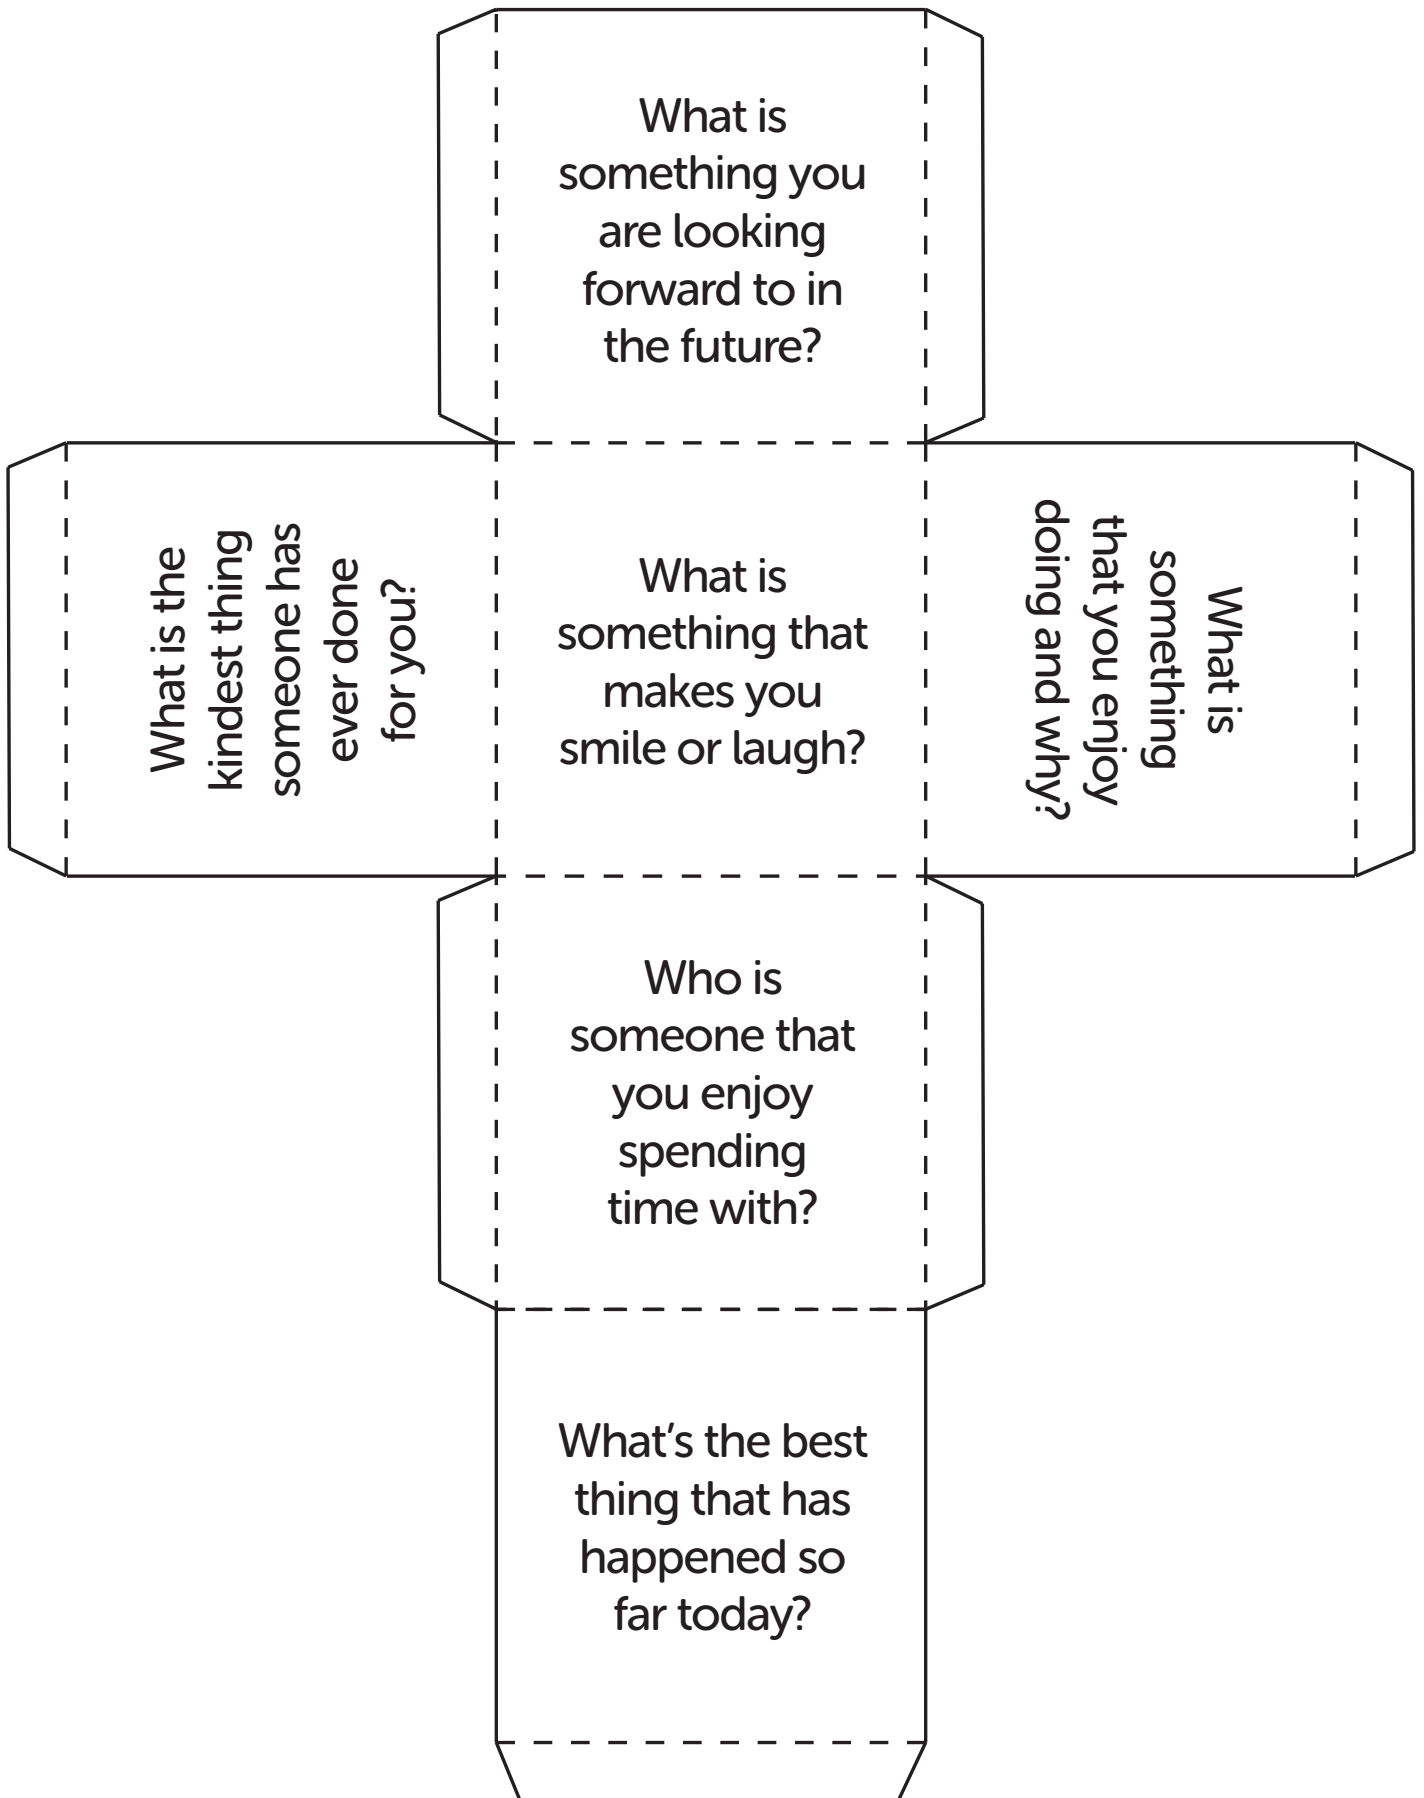 What is
something you
are looking
forward to in
the future?
What is the
kindest thing
someone has
ever done
for you?
What is
something that
makes you
smile or laugh?
What is
something
that you enjoy
doing and why?
Who is
someone that
you enjoy
spending
time with?
What’s the best
thing that has
happened so
far today?